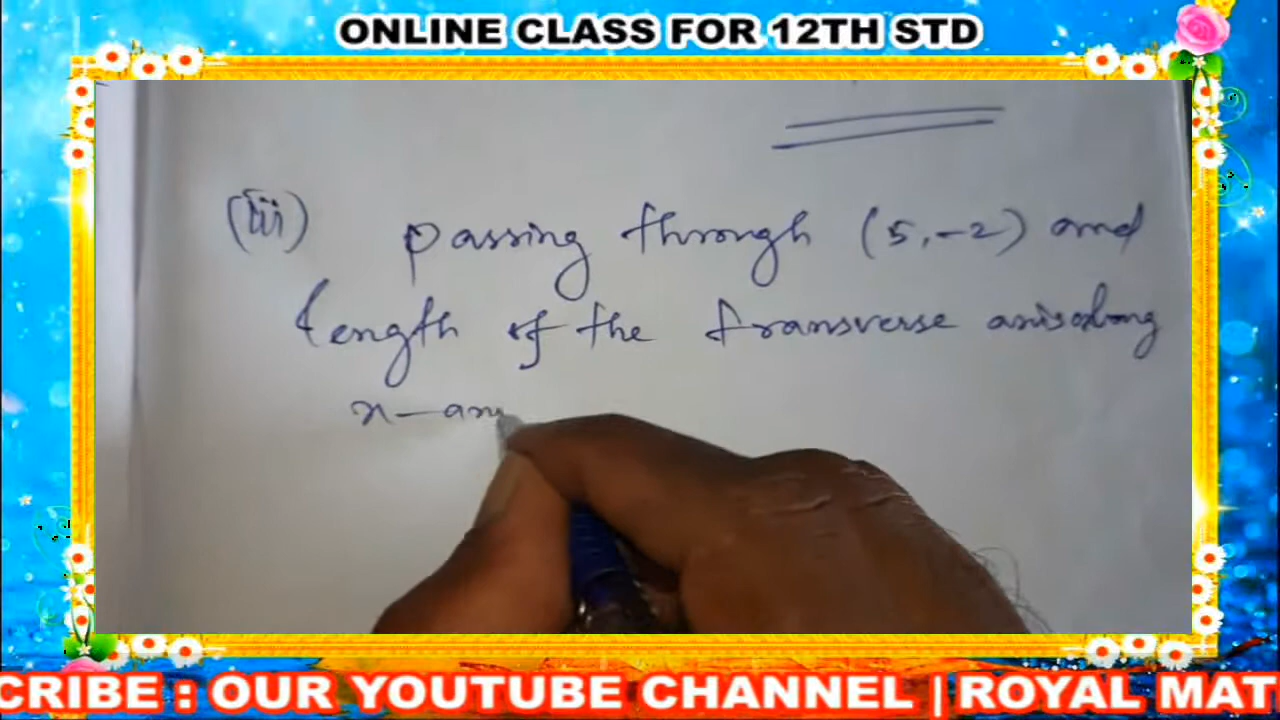 ONLINE CLASS FOR 12TH STD
(iii) passing through (5,-2) and
length of the transverse axis along
x-axi
CRIBE : OUR YOUTUBE CHANNEL | ROYAL MAT